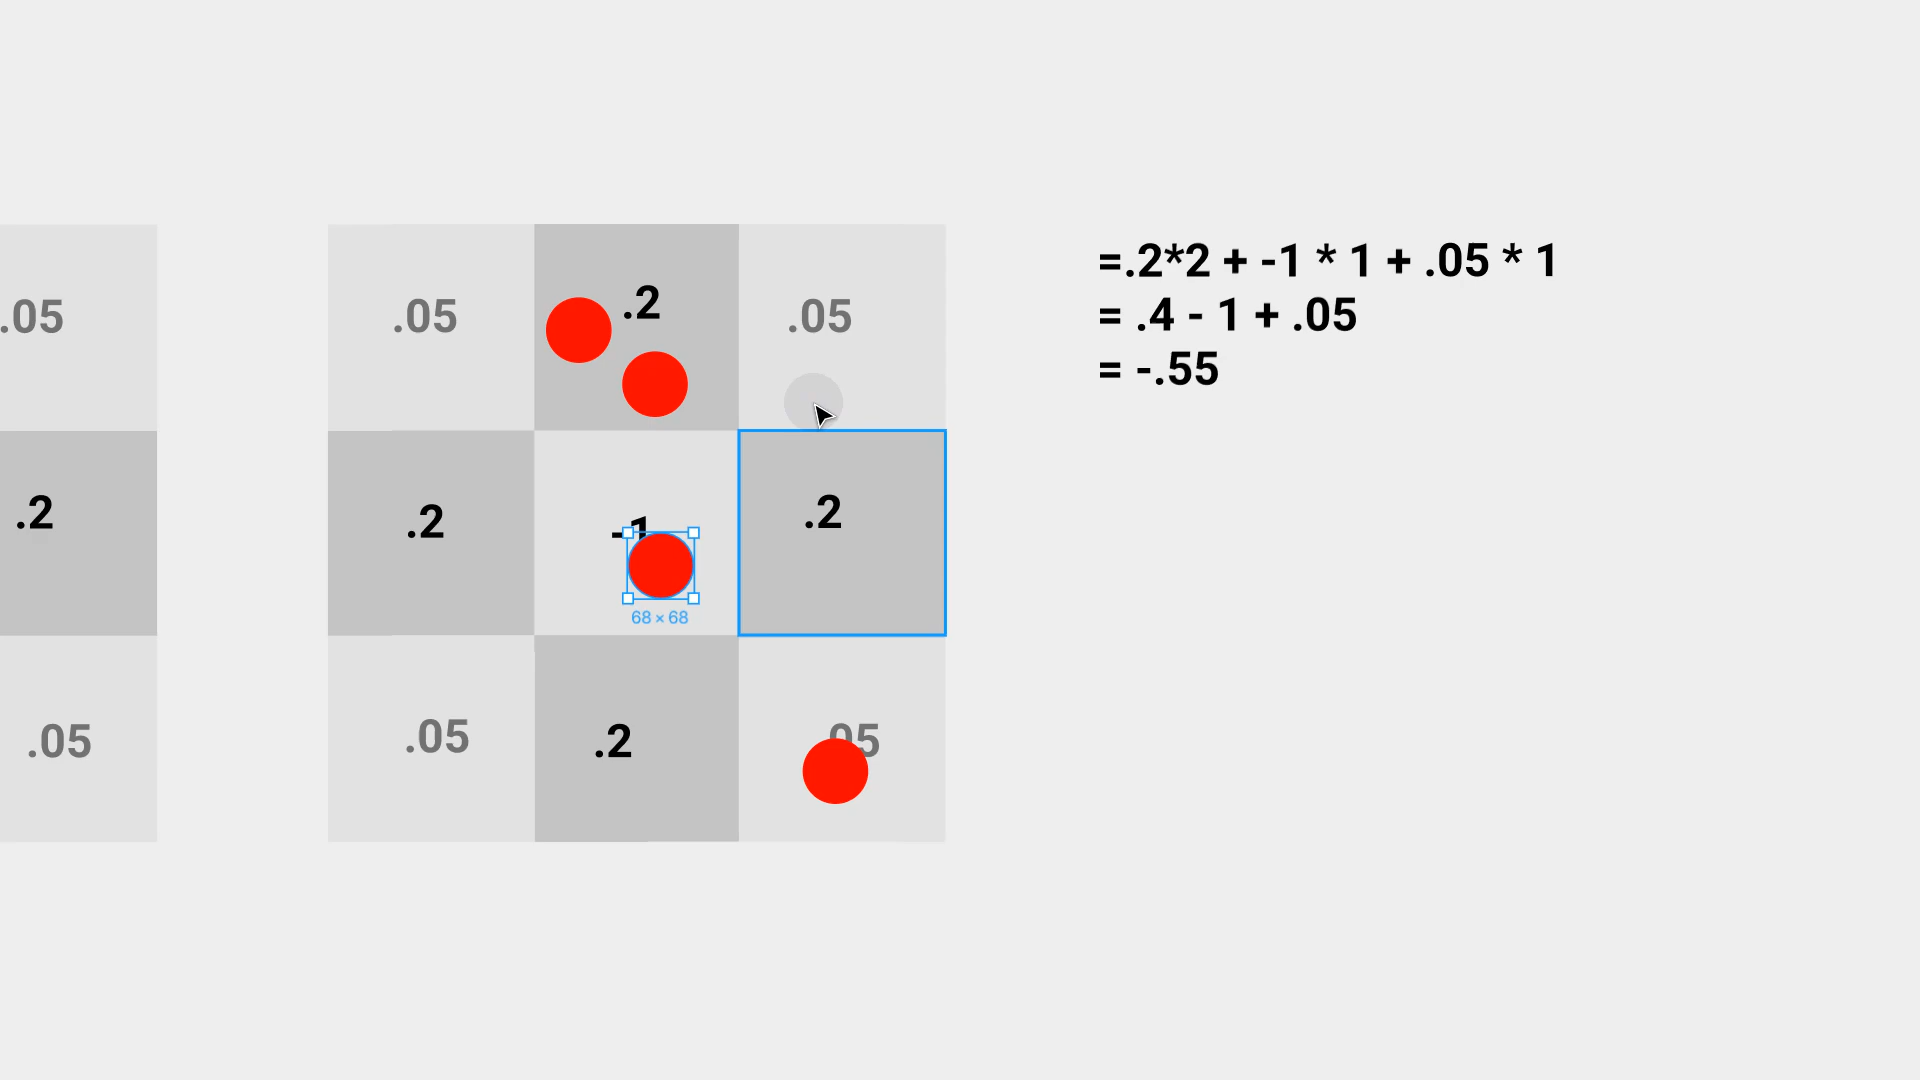 .05
.2
.05
.05 .2 .05
.2 -1 .2
68 × 68
.05 .2 05
=.2*2 + -1 * 1 + .05 * 1
= .4 - 1 + .05
= -.55